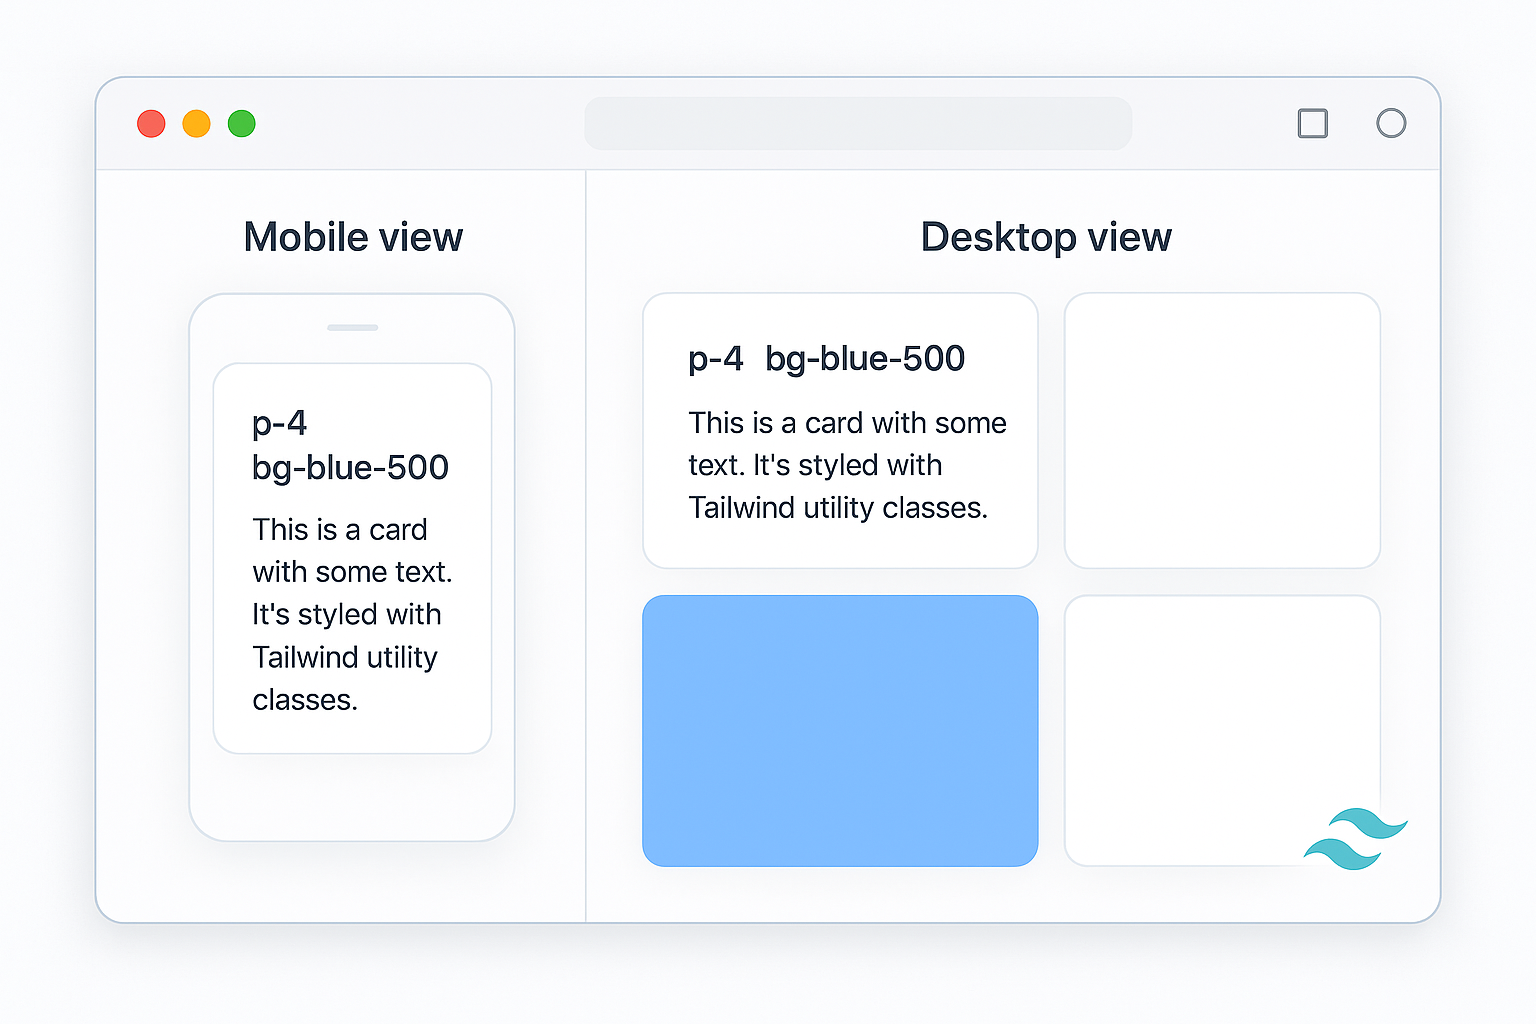 Mobile view
p-4
bg-blue-500
This is a card
with some text.
It's styled with
Tailwind utility
classes.
Desktop view
p-4 bg-blue-500
This is a card with some
text. It's styled with
Tailwind utility classes.